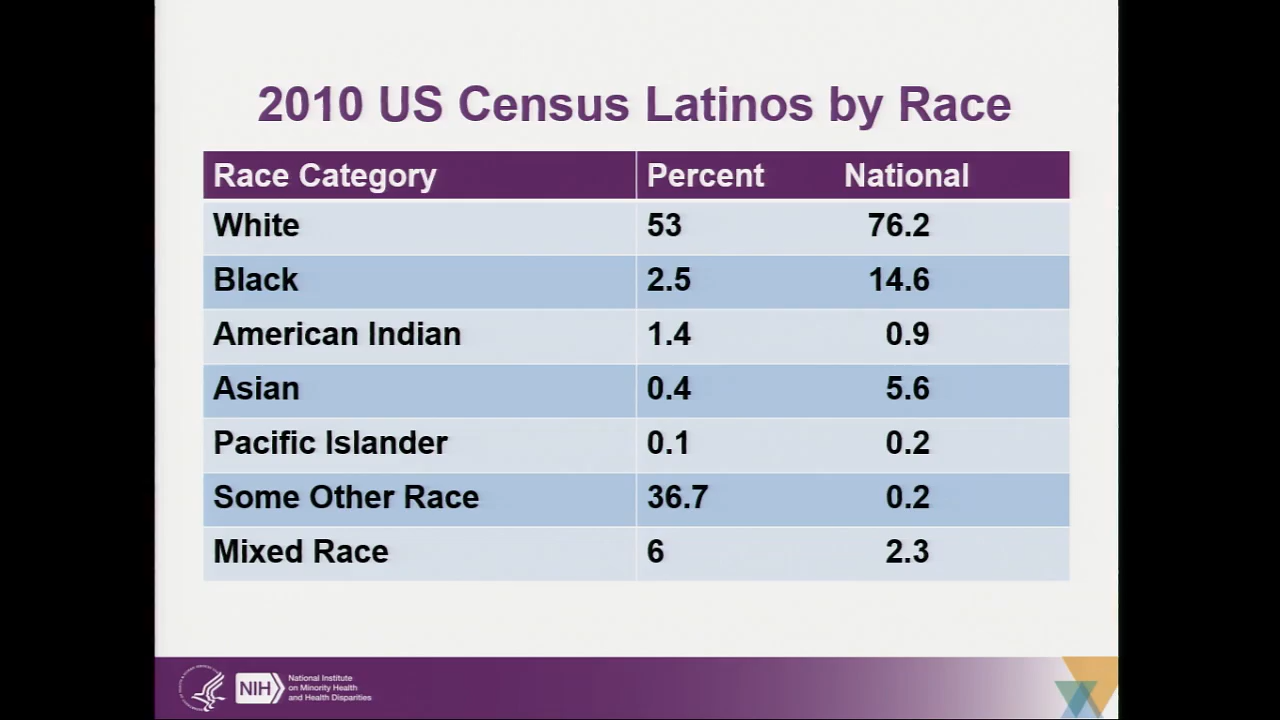 2010 US Census Latinos by Race
Race Category Percent National
White 53 76.2
Black 2.5 14.6
American Indian 1.4 0.9
Asian 0.4 5.6
Pacific Islander 0.1 0.2
Some Other Race 36.7 0.2
Mixed Race 6 2.3
NIH
National Institute
on Minority Health
and Health Disparities